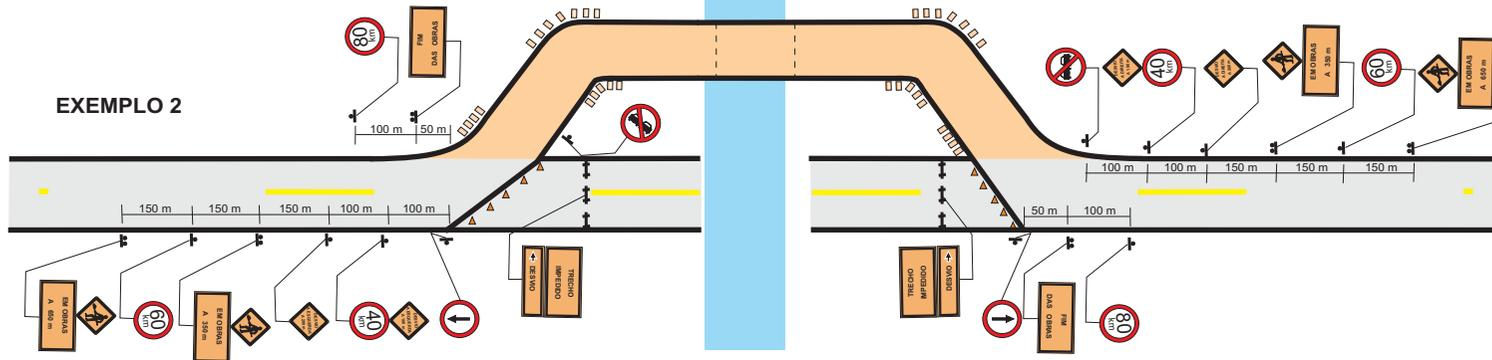 EXEMPLO 2
80
km
FIM
DAS OBRAS
100 m
50 m
40
km
EM OBRAS
A 350 m
60
km
EM OBRAS
A 650 m
100 m
100 m
150 m
150 m
150 m
150 m
150 m
150 m
100 m
100 m
50 m
100 m
EM OBRAS
A 650 m
60
km
EM OBRAS
A 350 m
40
km
DESVIO
TRECHO
IMPEDIDO
TRECHO
IMPEDIDO
DESVIO
FIM
DAS OBRAS
80
km